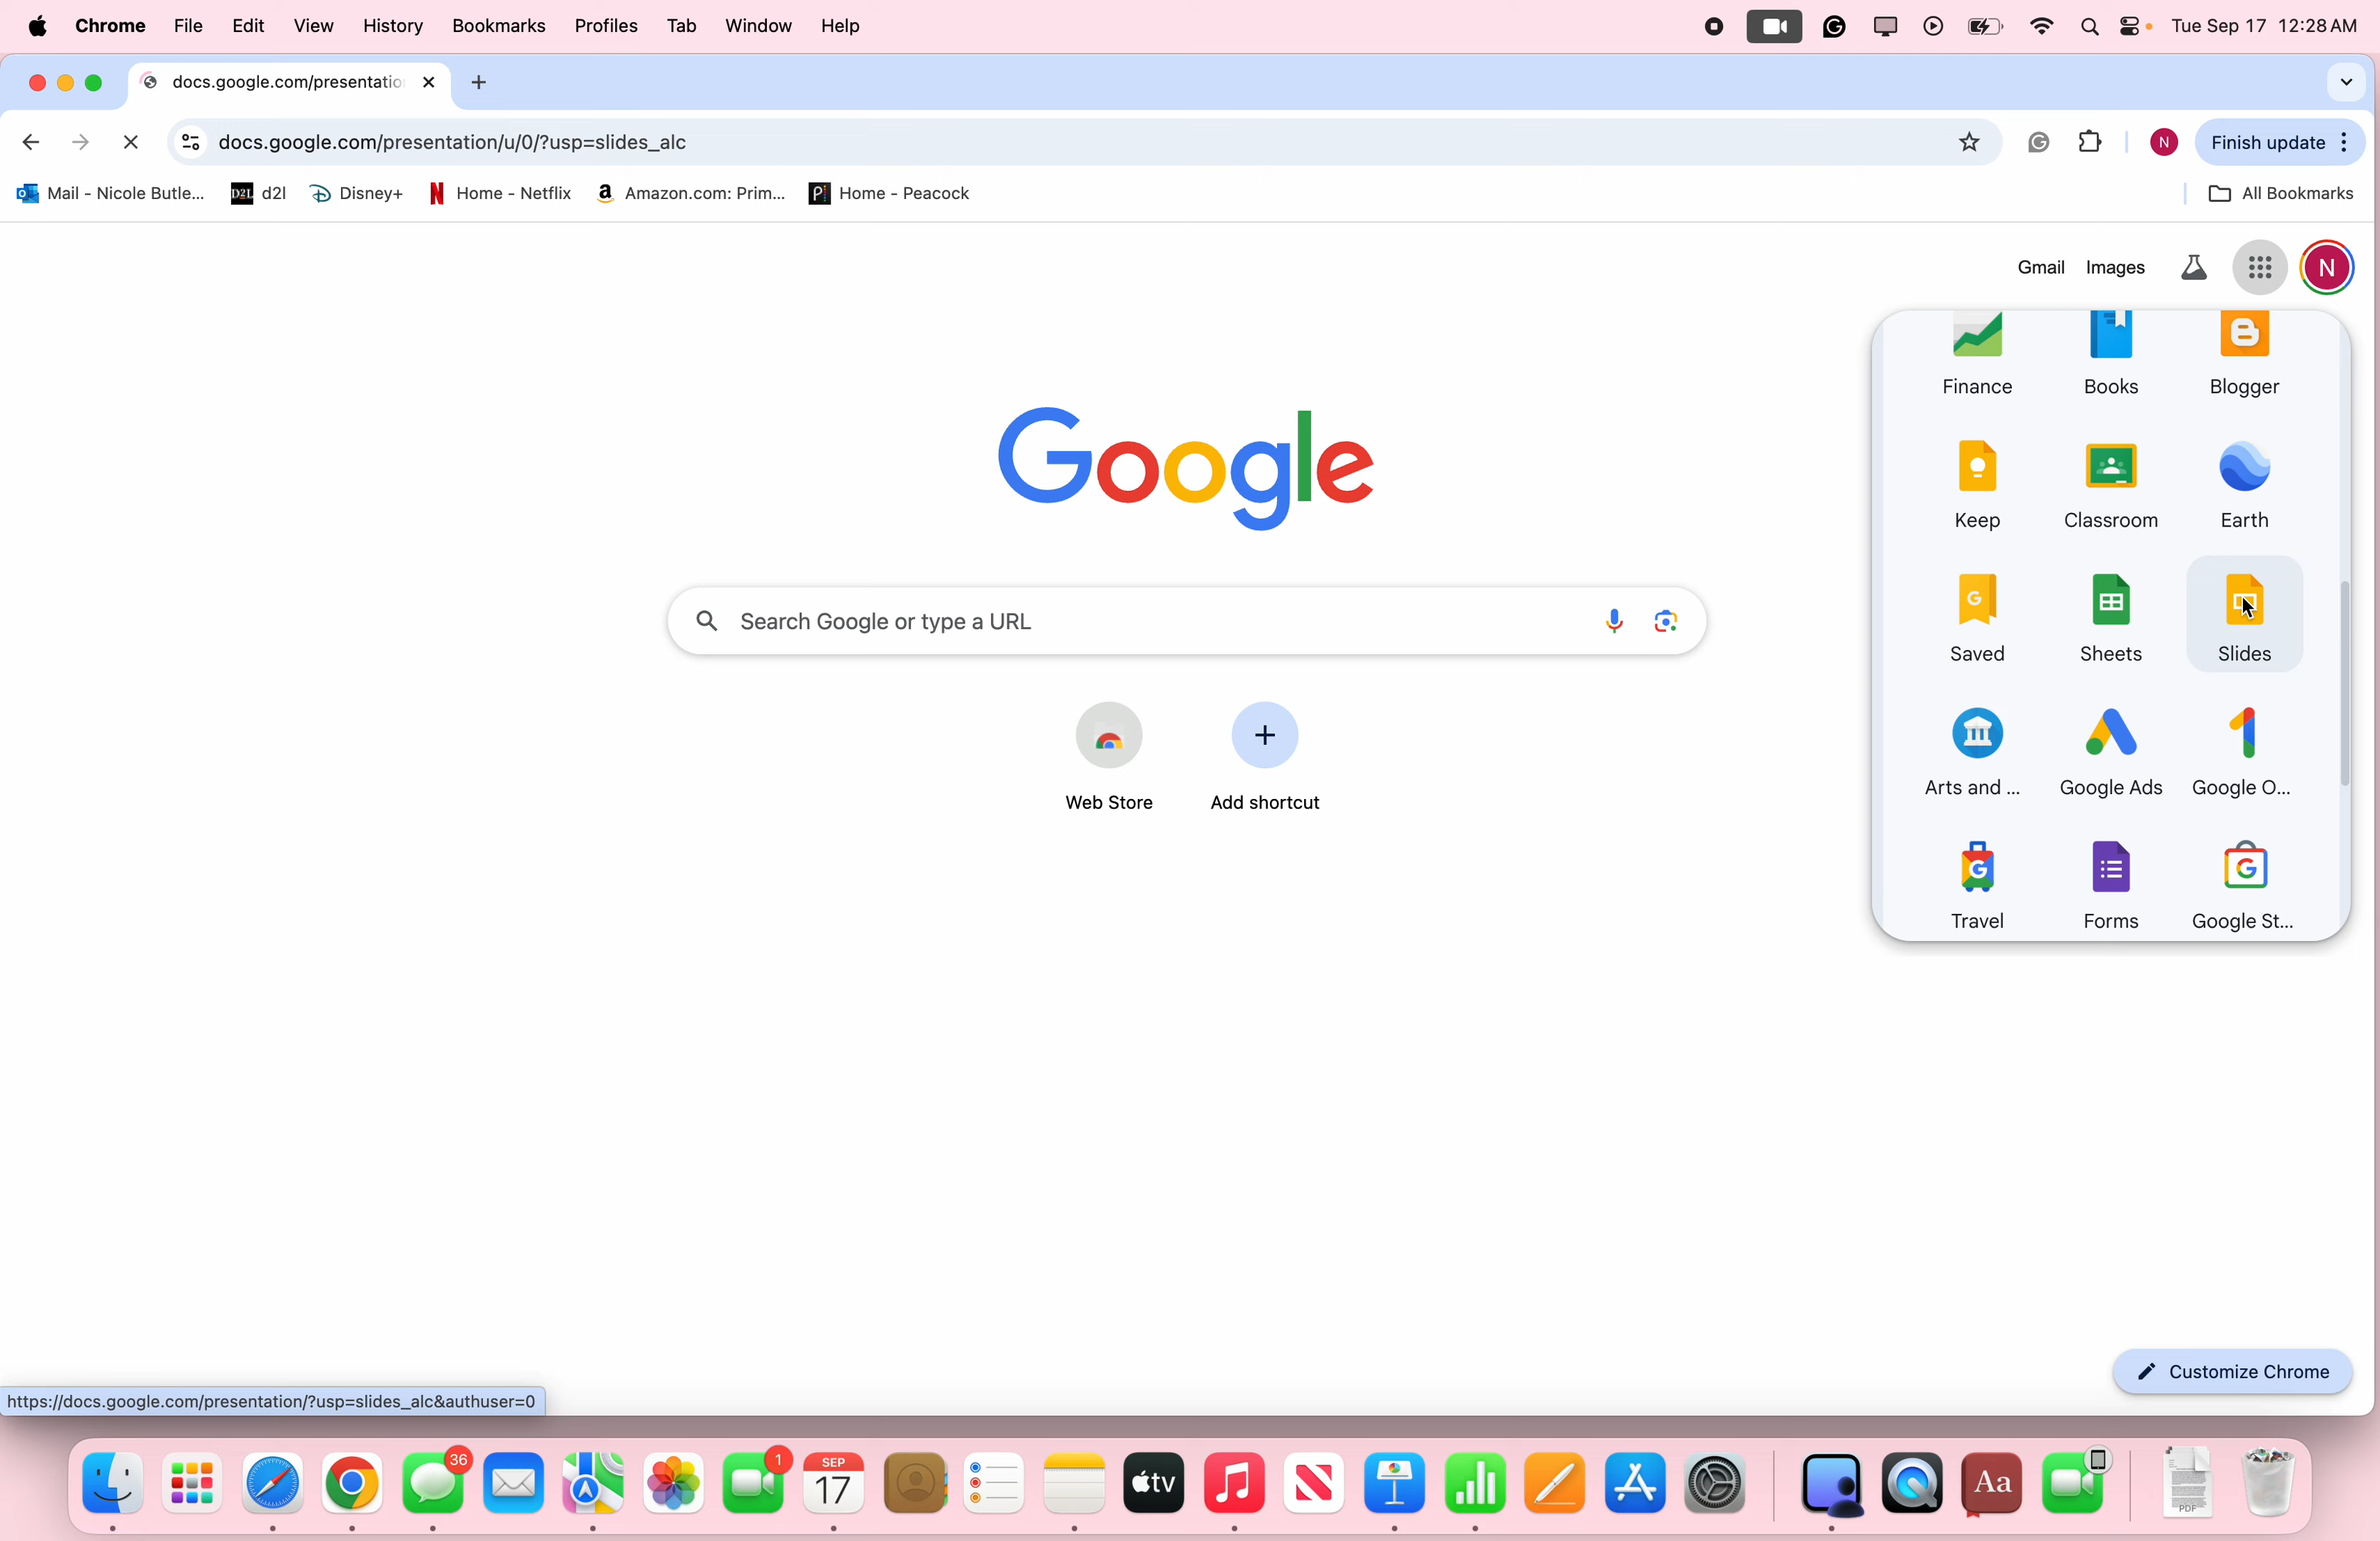 Chrome File Edit View History Bookmarks Profiles Tab Window Help Tue Sep 17 12:28 AM
docs.google.com/presentatio
docs.google.com/presentation/u/0/?usp=slides_alc N Finish update
Mail - Nicole Butle... D2L d2l Disney+ N Home - Netflix a Amazon.com: Prim... P Home - Peacock All Bookmarks
Gmail Images N
Finance Books Blogger
Google
Keep Classroom Earth
Search Google or type a URL
G
Saved Sheets Slides
Web Store Add shortcut
Arts and ... Google Ads Google O...
G G
Travel Forms Google St...
Customize Chrome
https://docs.google.com/presentation/?usp=slides_alc&authuser=0
36 1 SEP
17 tv Aa PDF